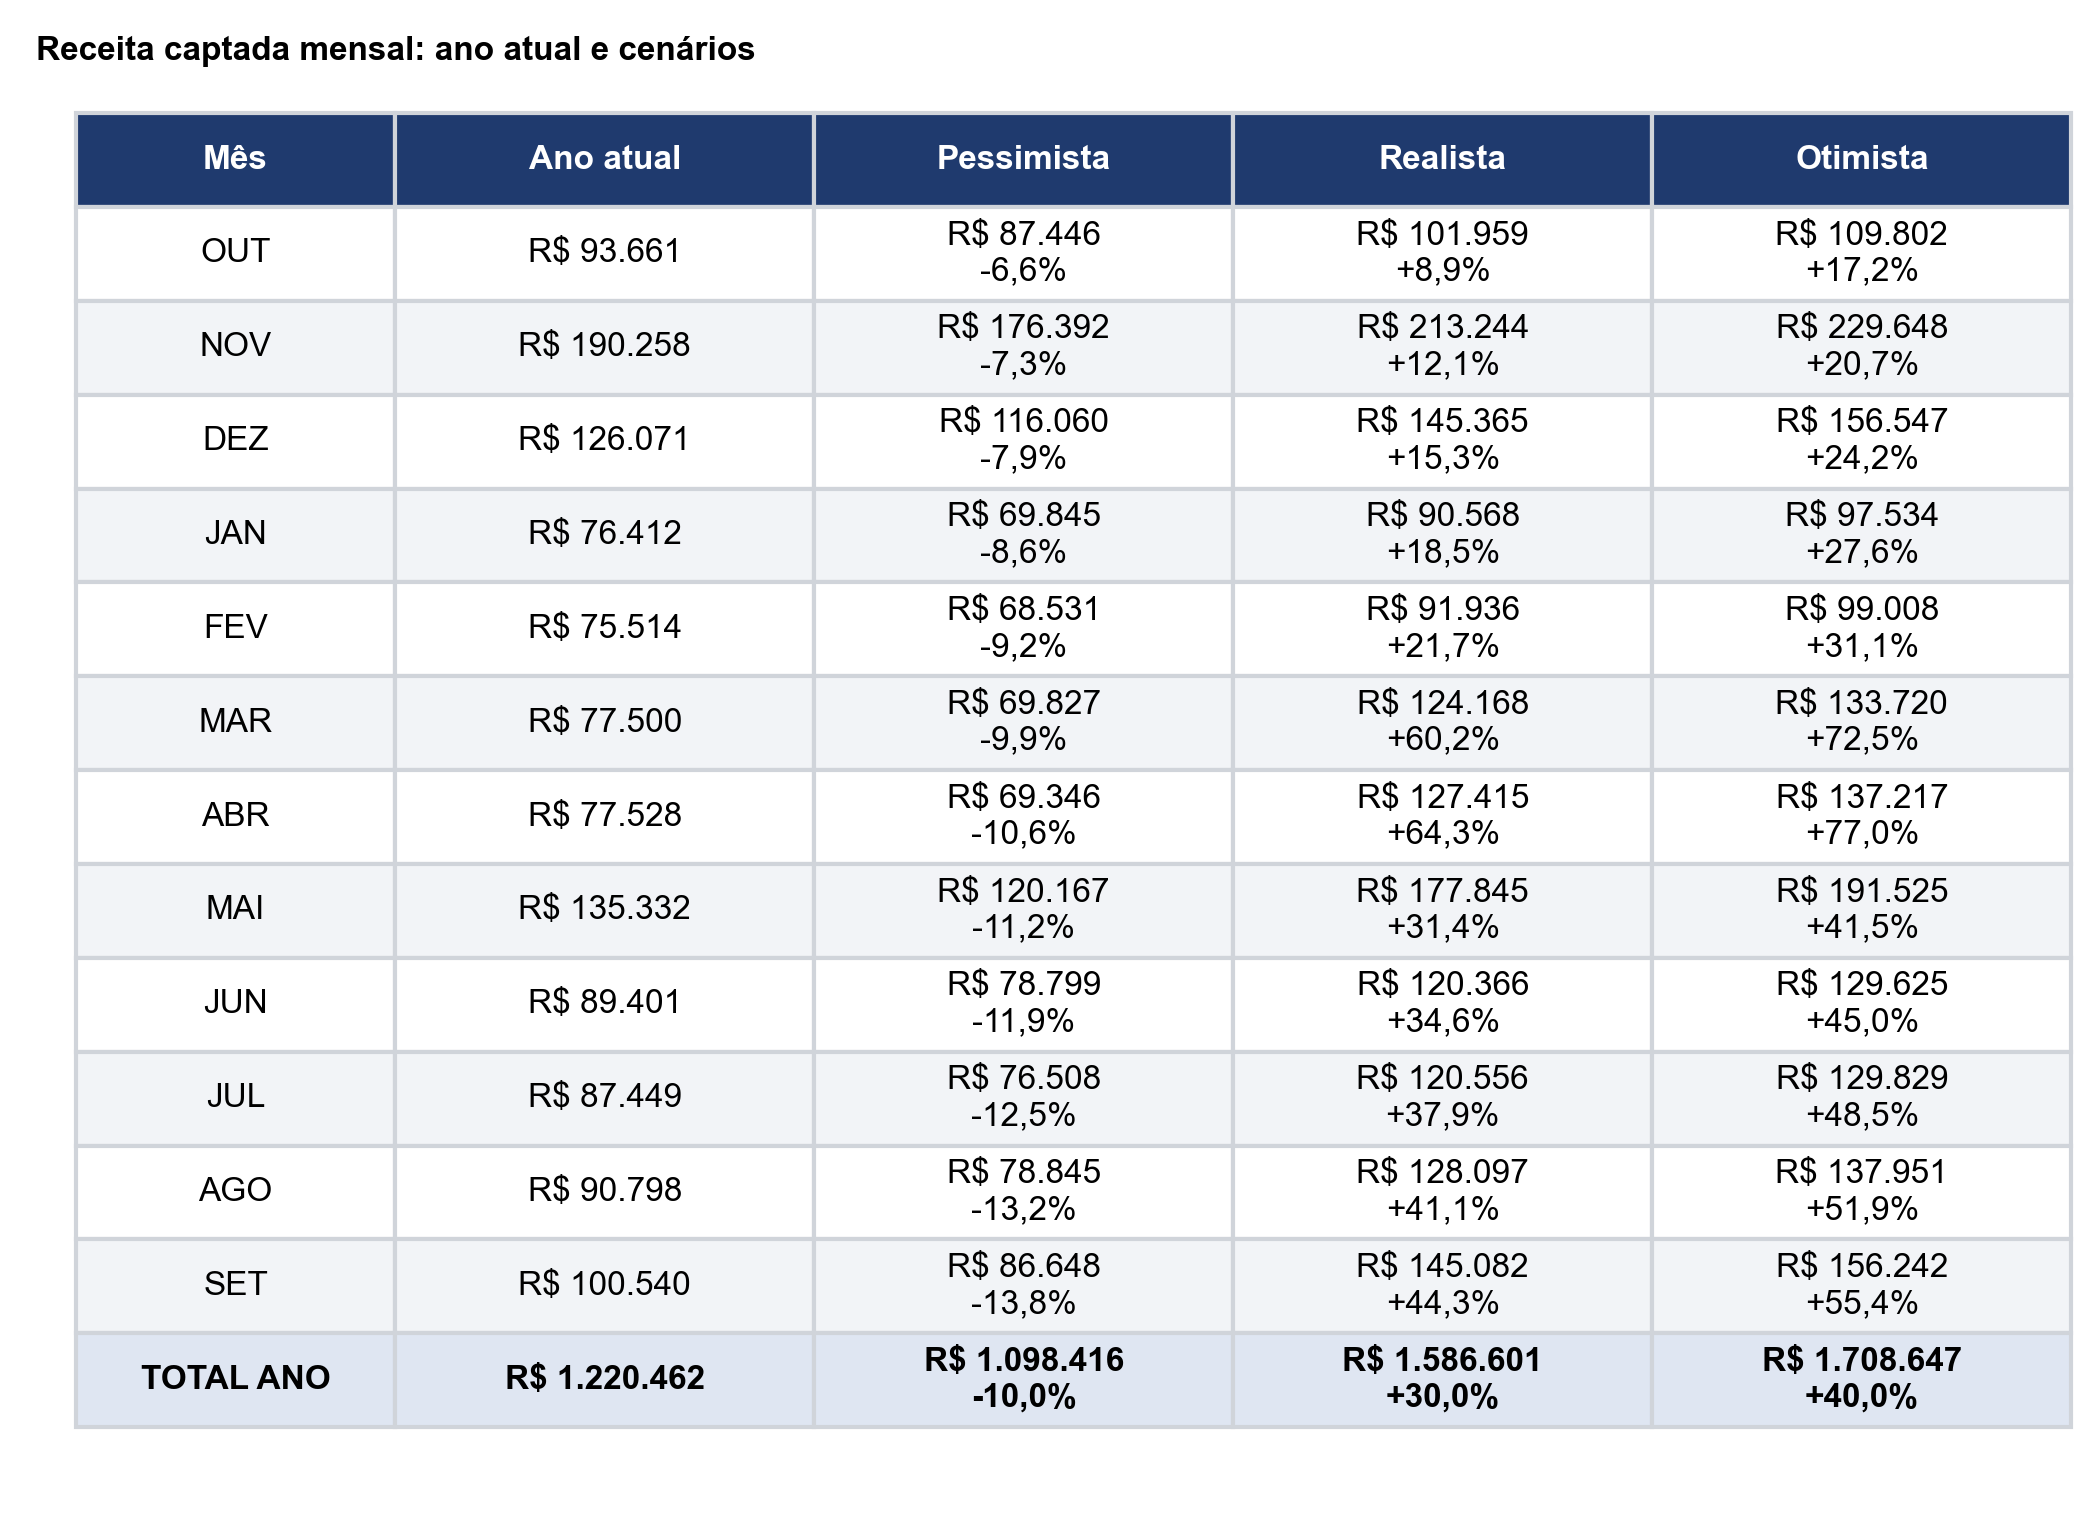 Receita captada mensal: ano atual e cenários
Mês Ano atual Pessimista Realista Otimista
OUT R$ 93.661 R$ 87.446 R$ 101.959 R$ 109.802
-6,6% +8,9% +17,2%
NOV R$ 190.258 R$ 176.392 R$ 213.244 R$ 229.648
-7,3% +12,1% +20,7%
DEZ R$ 126.071 R$ 116.060 R$ 145.365 R$ 156.547
-7,9% +15,3% +24,2%
JAN R$ 76.412 R$ 69.845 R$ 90.568 R$ 97.534
-8,6% +18,5% +27,6%
FEV R$ 75.514 R$ 68.531 R$ 91.936 R$ 99.008
-9,2% +21,7% +31,1%
MAR R$ 77.500 R$ 69.827 R$ 124.168 R$ 133.720
-9,9% +60,2% +72,5%
ABR R$ 77.528 R$ 69.346 R$ 127.415 R$ 137.217
-10,6% +64,3% +77,0%
MAI R$ 135.332 R$ 120.167 R$ 177.845 R$ 191.525
-11,2% +31,4% +41,5%
JUN R$ 89.401 R$ 78.799 R$ 120.366 R$ 129.625
-11,9% +34,6% +45,0%
JUL R$ 87.449 R$ 76.508 R$ 120.556 R$ 129.829
-12,5% +37,9% +48,5%
AGO R$ 90.798 R$ 78.845 R$ 128.097 R$ 137.951
-13,2% +41,1% +51,9%
SET R$ 100.540 R$ 86.648 R$ 145.082 R$ 156.242
-13,8% +44,3% +55,4%
TOTAL ANO R$ 1.220.462 R$ 1.098.416 R$ 1.586.601 R$ 1.708.647
-10,0% +30,0% +40,0%